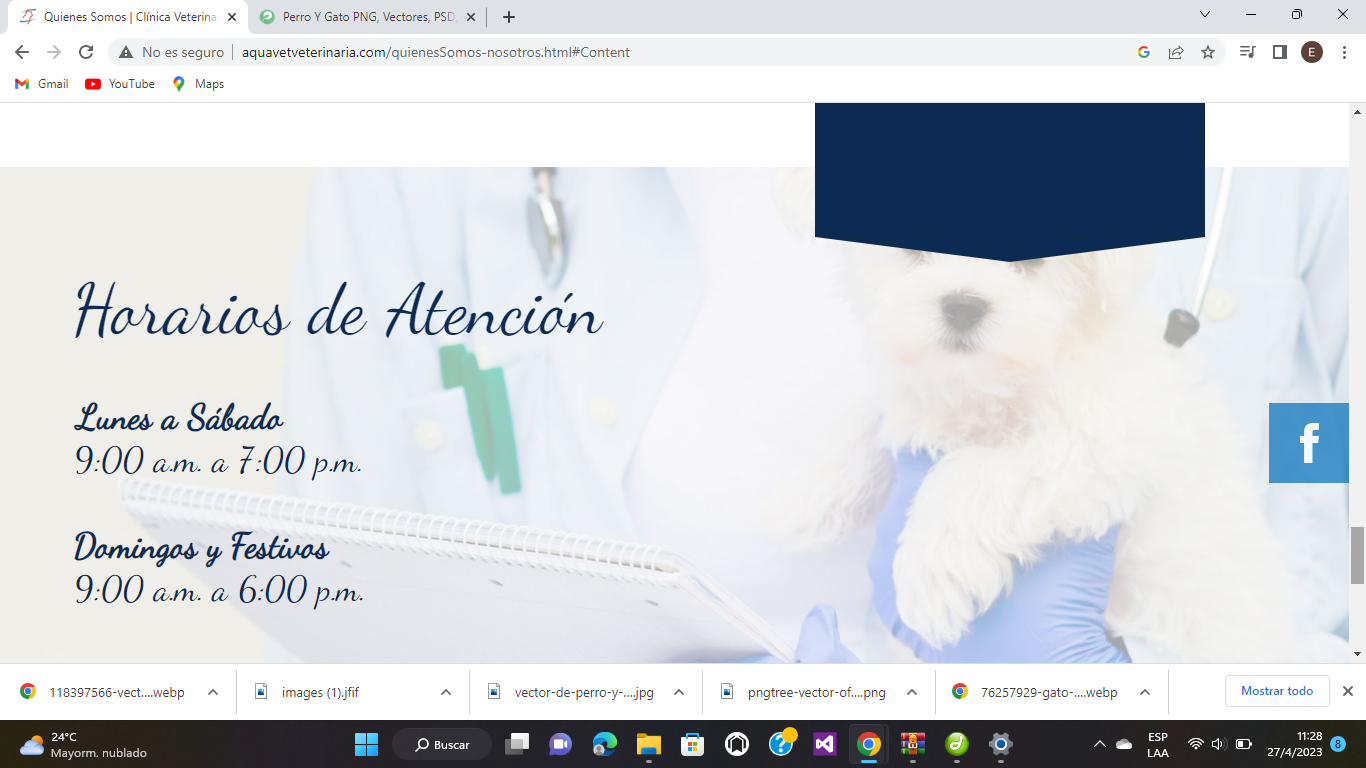 Quienes Somos | Clínica Veterina
Perro Y Gato PNG, Vectores, PSD,
No es seguro
aquavetveterinaria.com/quienesSomos-nosotros.html#Content
E
Gmail
YouTube
Maps
Horarios de Atención
Lunes a Sábado
9:00 a.m. a 7:00 p.m.
Domingos y Festivos
9:00 a.m. a 6:00 p.m.
f
118397566-vect....webp
images (1).jfif
vector-de-perro-y-....jpg
pngtree-vector-of....png
76257929-gato-....webp
Mostrar todo
24°C
Mayorm. nublado
Buscar
ESP
LAA
11:28
27/4/2023
8